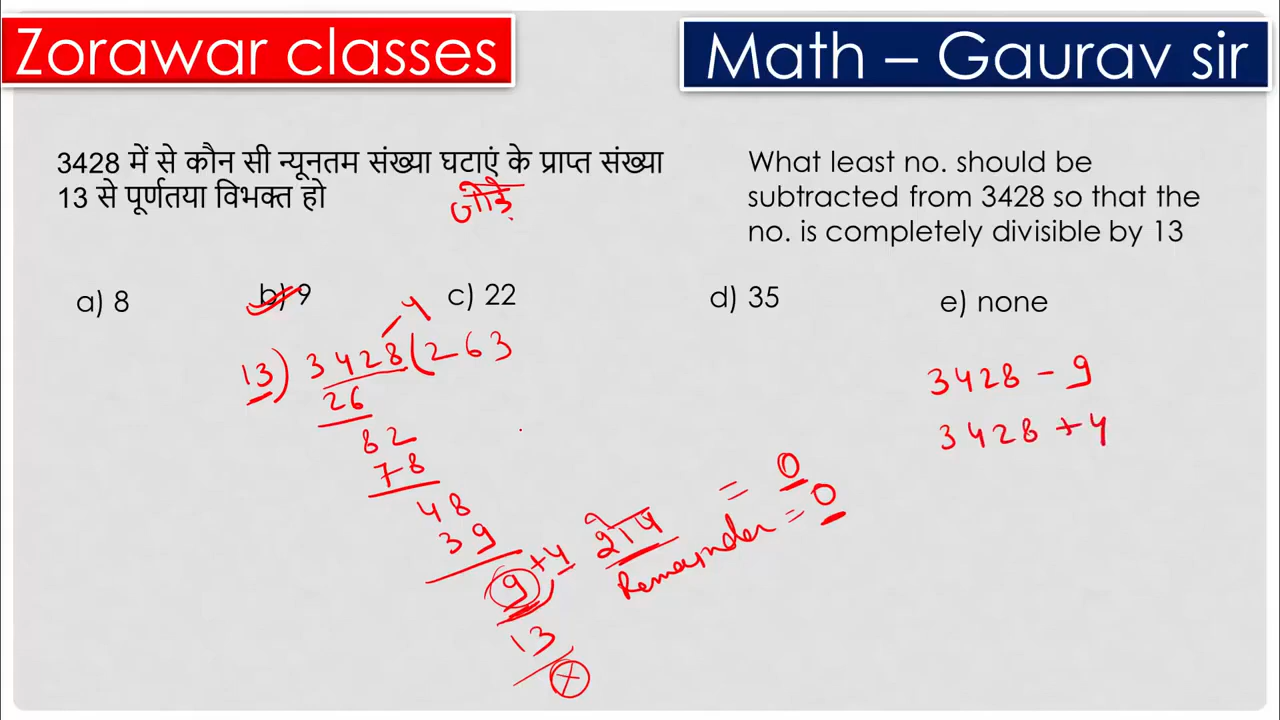 Zorawar classes
Math – Gaurav sir
3428 में से कौन सी न्यूनतम संख्या घटाएं के प्राप्त संख्या
13 से पूर्णतया विभक्त हो
जोड़े
What least no. should be
subtracted from 3428 so that the
no. is completely divisible by 13
a) 8
b) 9
c) 22
d) 35
e) none
4
13) 3428 (263
26
82
78
48
39
9 +4
13
शेष = 0
Remaynder = 0
3428 - 9
3428 + 4